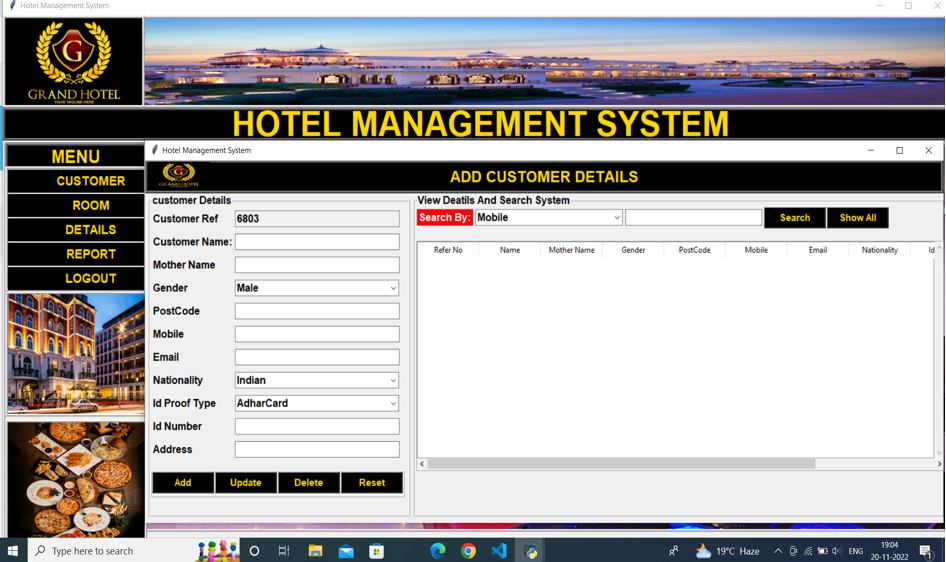 Hotel Management System
G
GRAND HOTEL
YOUR TAGLINE HERE
HOTEL MANAGEMENT SYSTEM
MENU
CUSTOMER
ROOM
DETAILS
REPORT
LOGOUT
Hotel Management System
G
GRAND HOTEL
ADD CUSTOMER DETAILS
customer Details
Customer Ref 6803
Customer Name:
Mother Name
Gender Male
PostCode
Mobile
Email
Nationality Indian
Id Proof Type AdharCard
Id Number
Address
Add Update Delete Reset
View Deatils And Search System
Search By: Mobile Search Show All
Refer No Name Mother Name Gender PostCode Mobile Email Nationality Id
Type here to search
19°C Haze ENG 19:04
20-11-2022
1